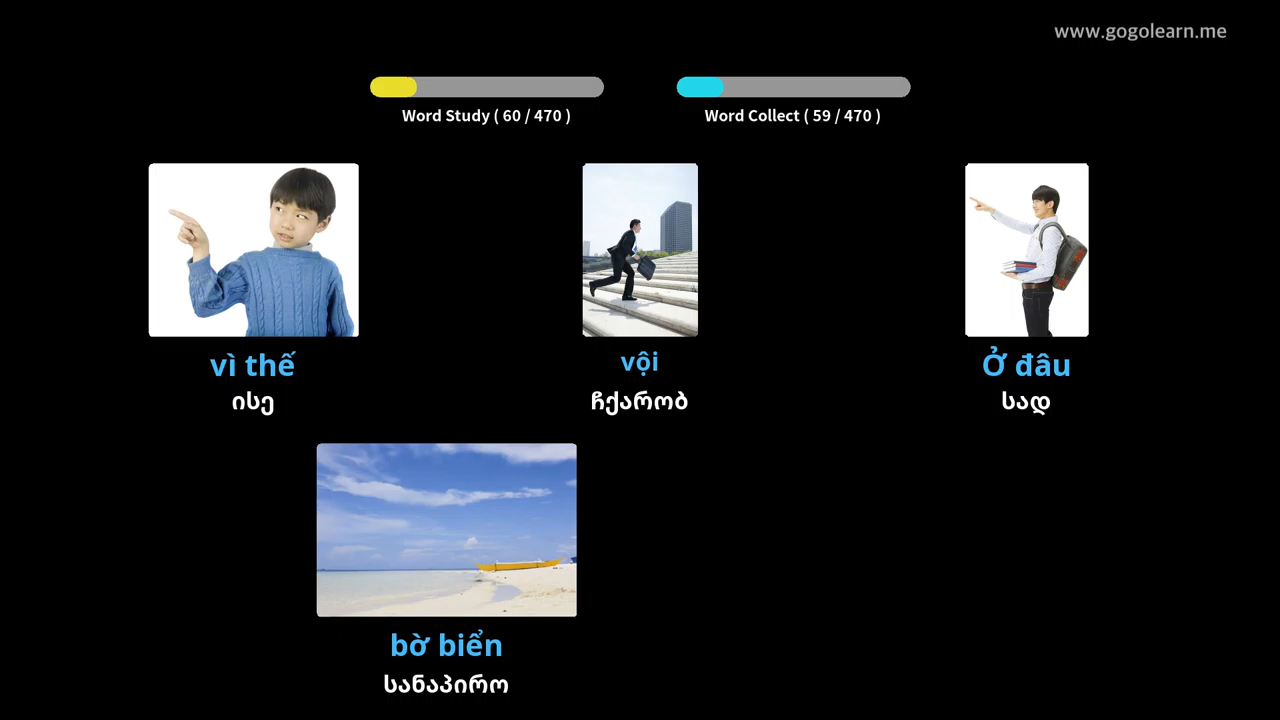 www.gogolearn.me
Word Study ( 60 / 470 )
Word Collect ( 59 / 470 )
vì thế
ისე
vội
ჩქარობ
Ở đâu
სად
bờ biển
სანაპირო